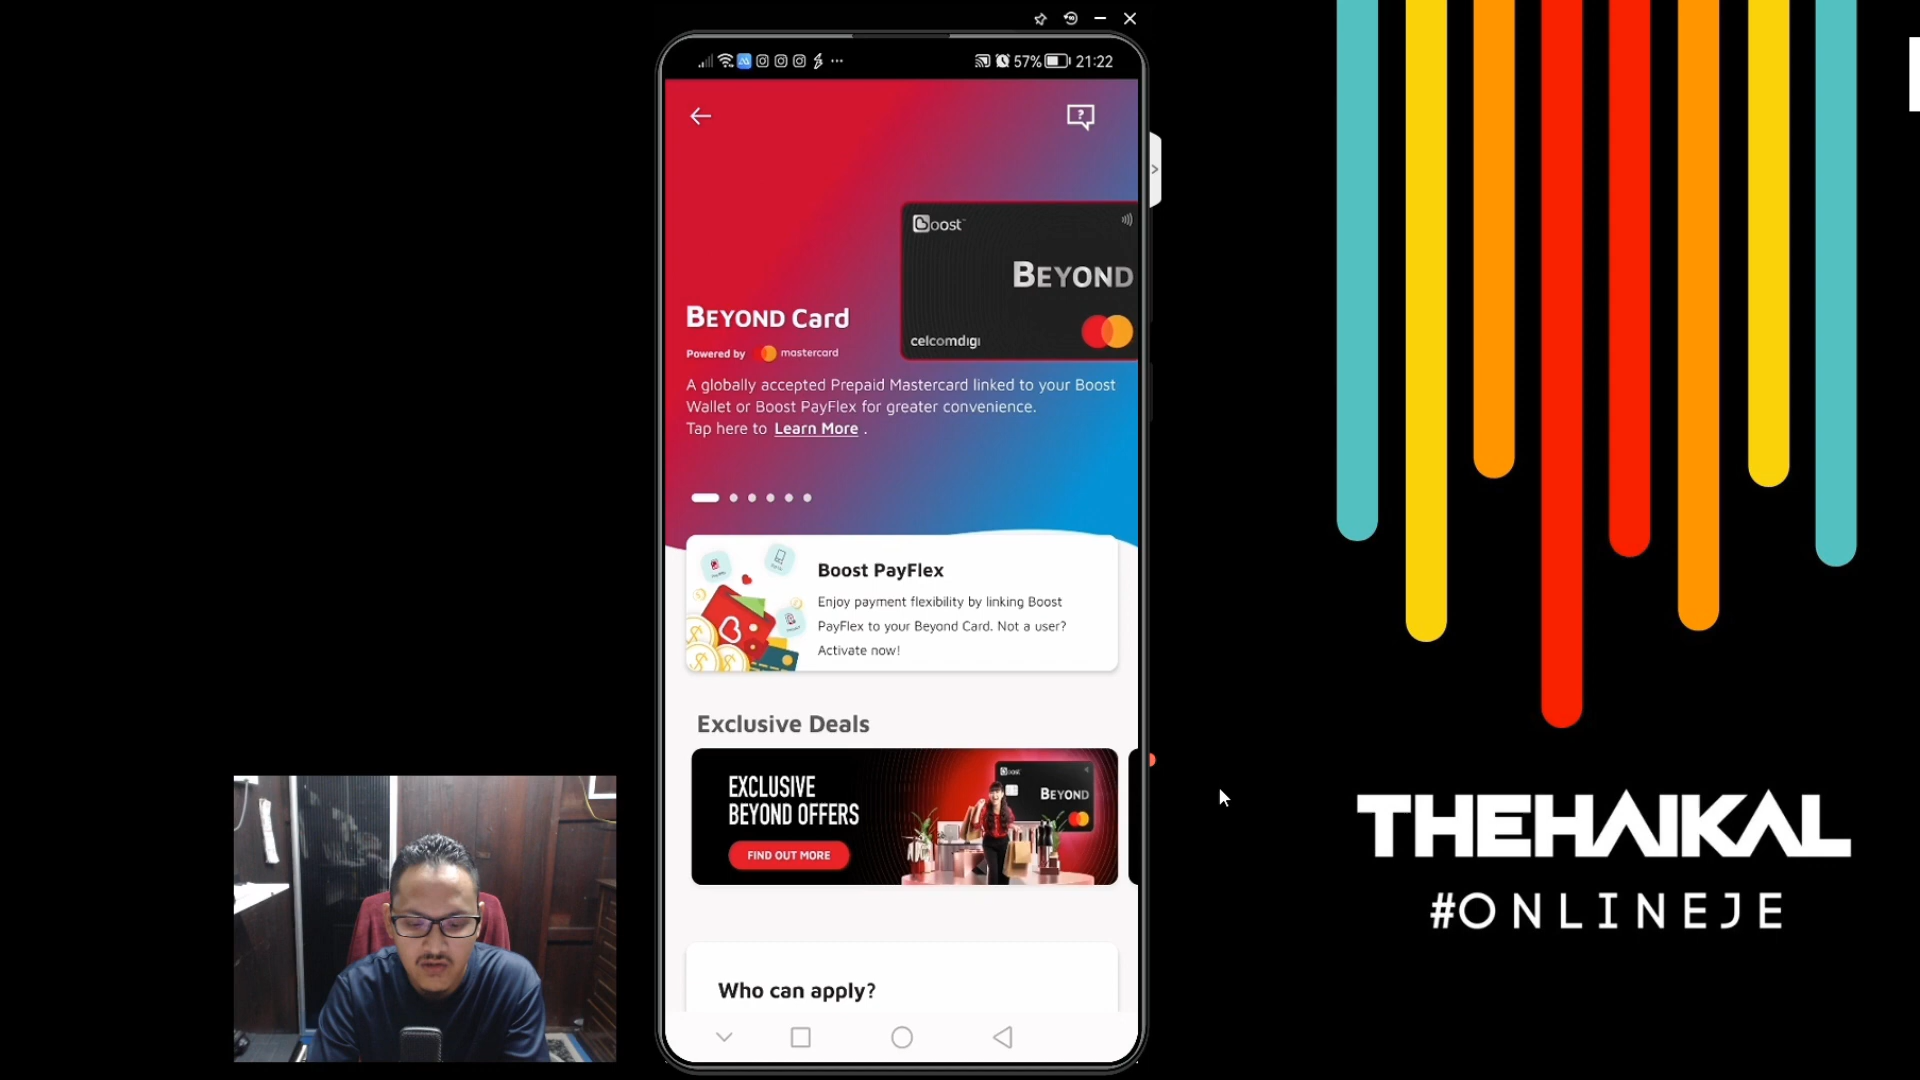 57% 21:22
Boost
BEYOND
celcomdigi
BEYOND Card
Powered by mastercard
A globally accepted Prepaid Mastercard linked to your Boost
Wallet or Boost PayFlex for greater convenience.
Tap here to Learn More .
Boost PayFlex
Enjoy payment flexibility by linking Boost
PayFlex to your Beyond Card. Not a user?
Activate now!
Exclusive Deals
EXCLUSIVE
BEYOND OFFERS
FIND OUT MORE
Boost
BEYOND
Who can apply?
THEHAIKAL
#ONLINEJE